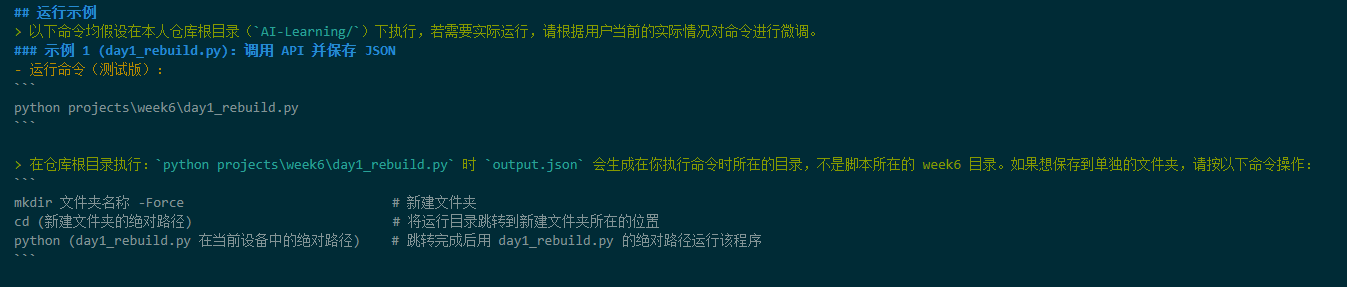 ## 运行示例
> 以下命令均假设在本人仓库根目录（`AI-Learning/`）下执行，若需要实际运行，请根据用户当前的实际情况对命令进行微调。
### 示例 1 (day1_rebuild.py)：调用 API 并保存 JSON
- 运行命令（测试版）：
```
python projects\week6\day1_rebuild.py
```
> 在仓库根目录执行：`python projects\week6\day1_rebuild.py` 时 `output.json` 会生成在你执行命令时所在的目录，不是脚本所在的 week6 目录。如果想保存到单独的文件夹，请按以下命令操作：
```
mkdir 文件夹名称 -Force # 新建文件夹
cd (新建文件夹的绝对路径) # 将运行目录跳转到新建文件夹所在的位置
python (day1_rebuild.py 在当前设备中的绝对路径) # 跳转完成后用 day1_rebuild.py 的绝对路径运行该程序
```